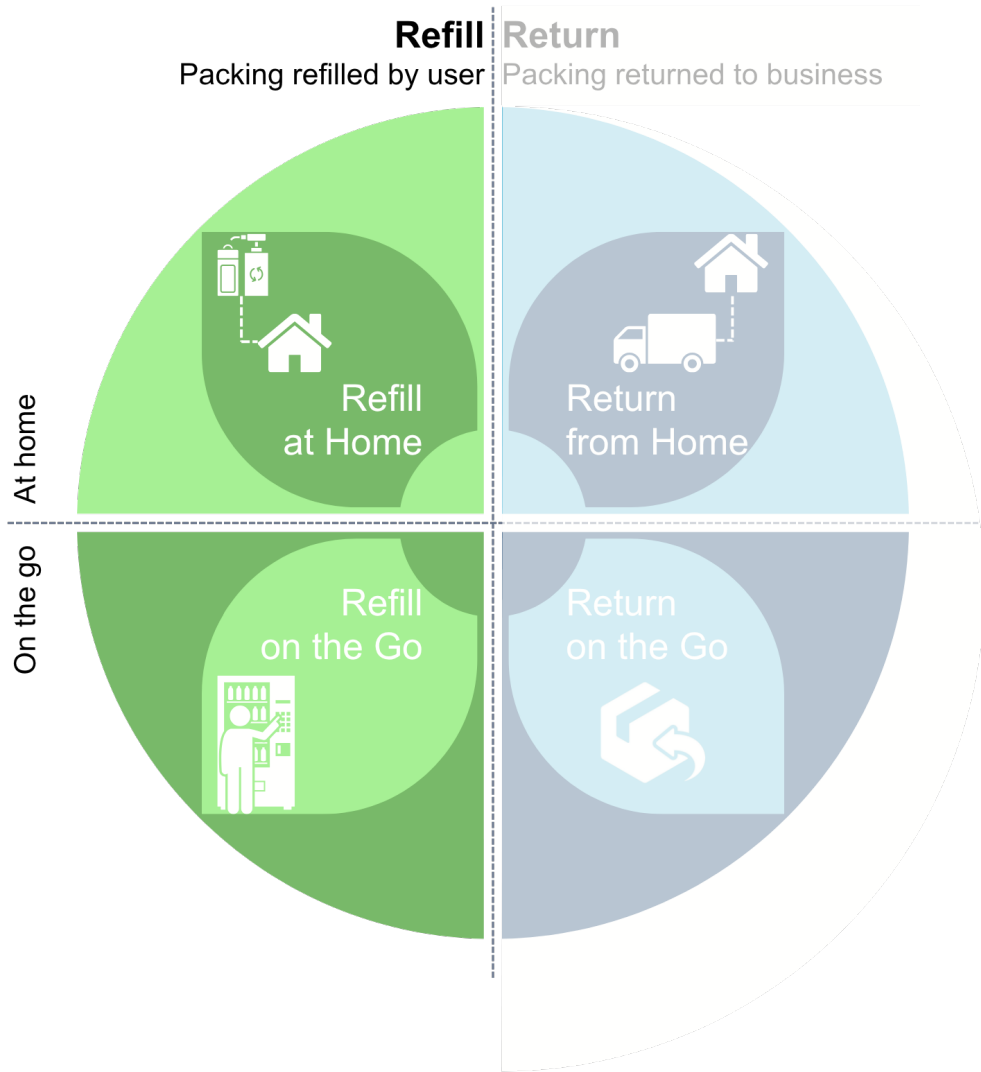 Refill
Packing refilled by user
Return
Packing returned to business
At home
Refill
at Home
Return
from Home
On the go
Refill
on the Go
Return
on the Go